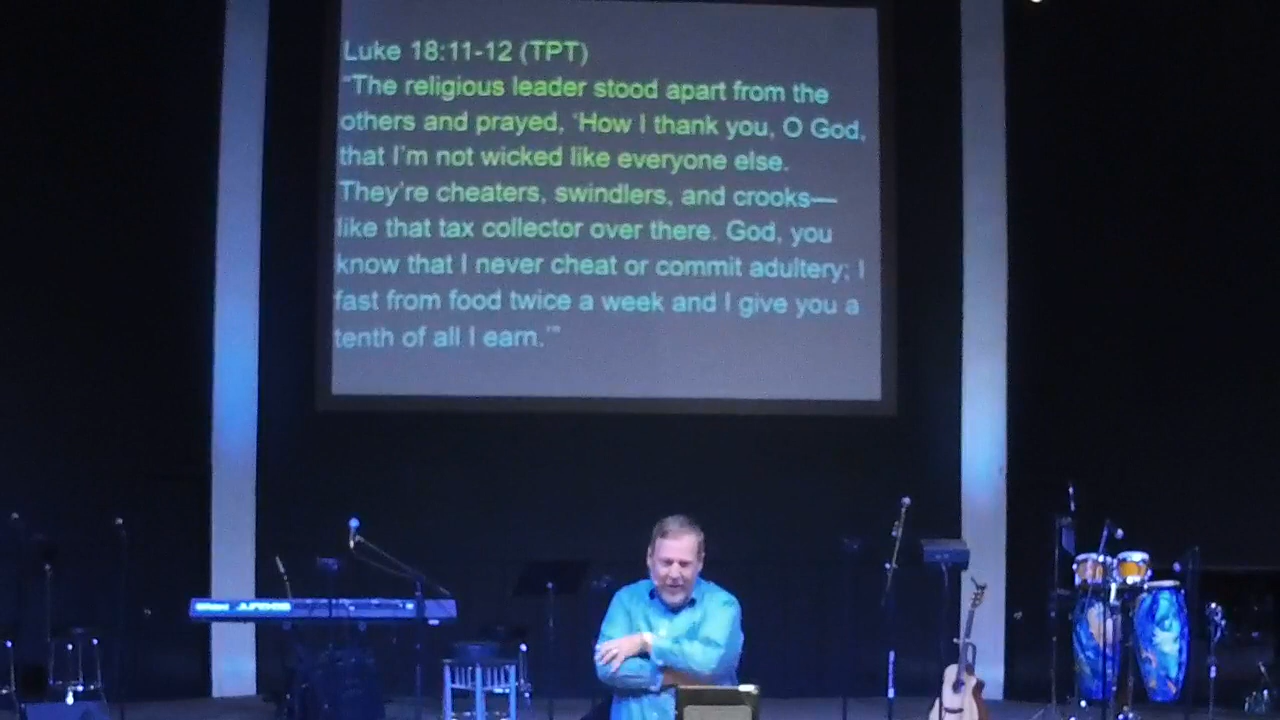 Luke 18:11-12 (TPT)
“The religious leader stood apart from the
others and prayed, ‘How I thank you, O God,
that I’m not wicked like everyone else.
They’re cheaters, swindlers, and crooks—
like that tax collector over there. God, you
know that I never cheat or commit adultery; I
fast from food twice a week and I give you a
tenth of all I earn.’”